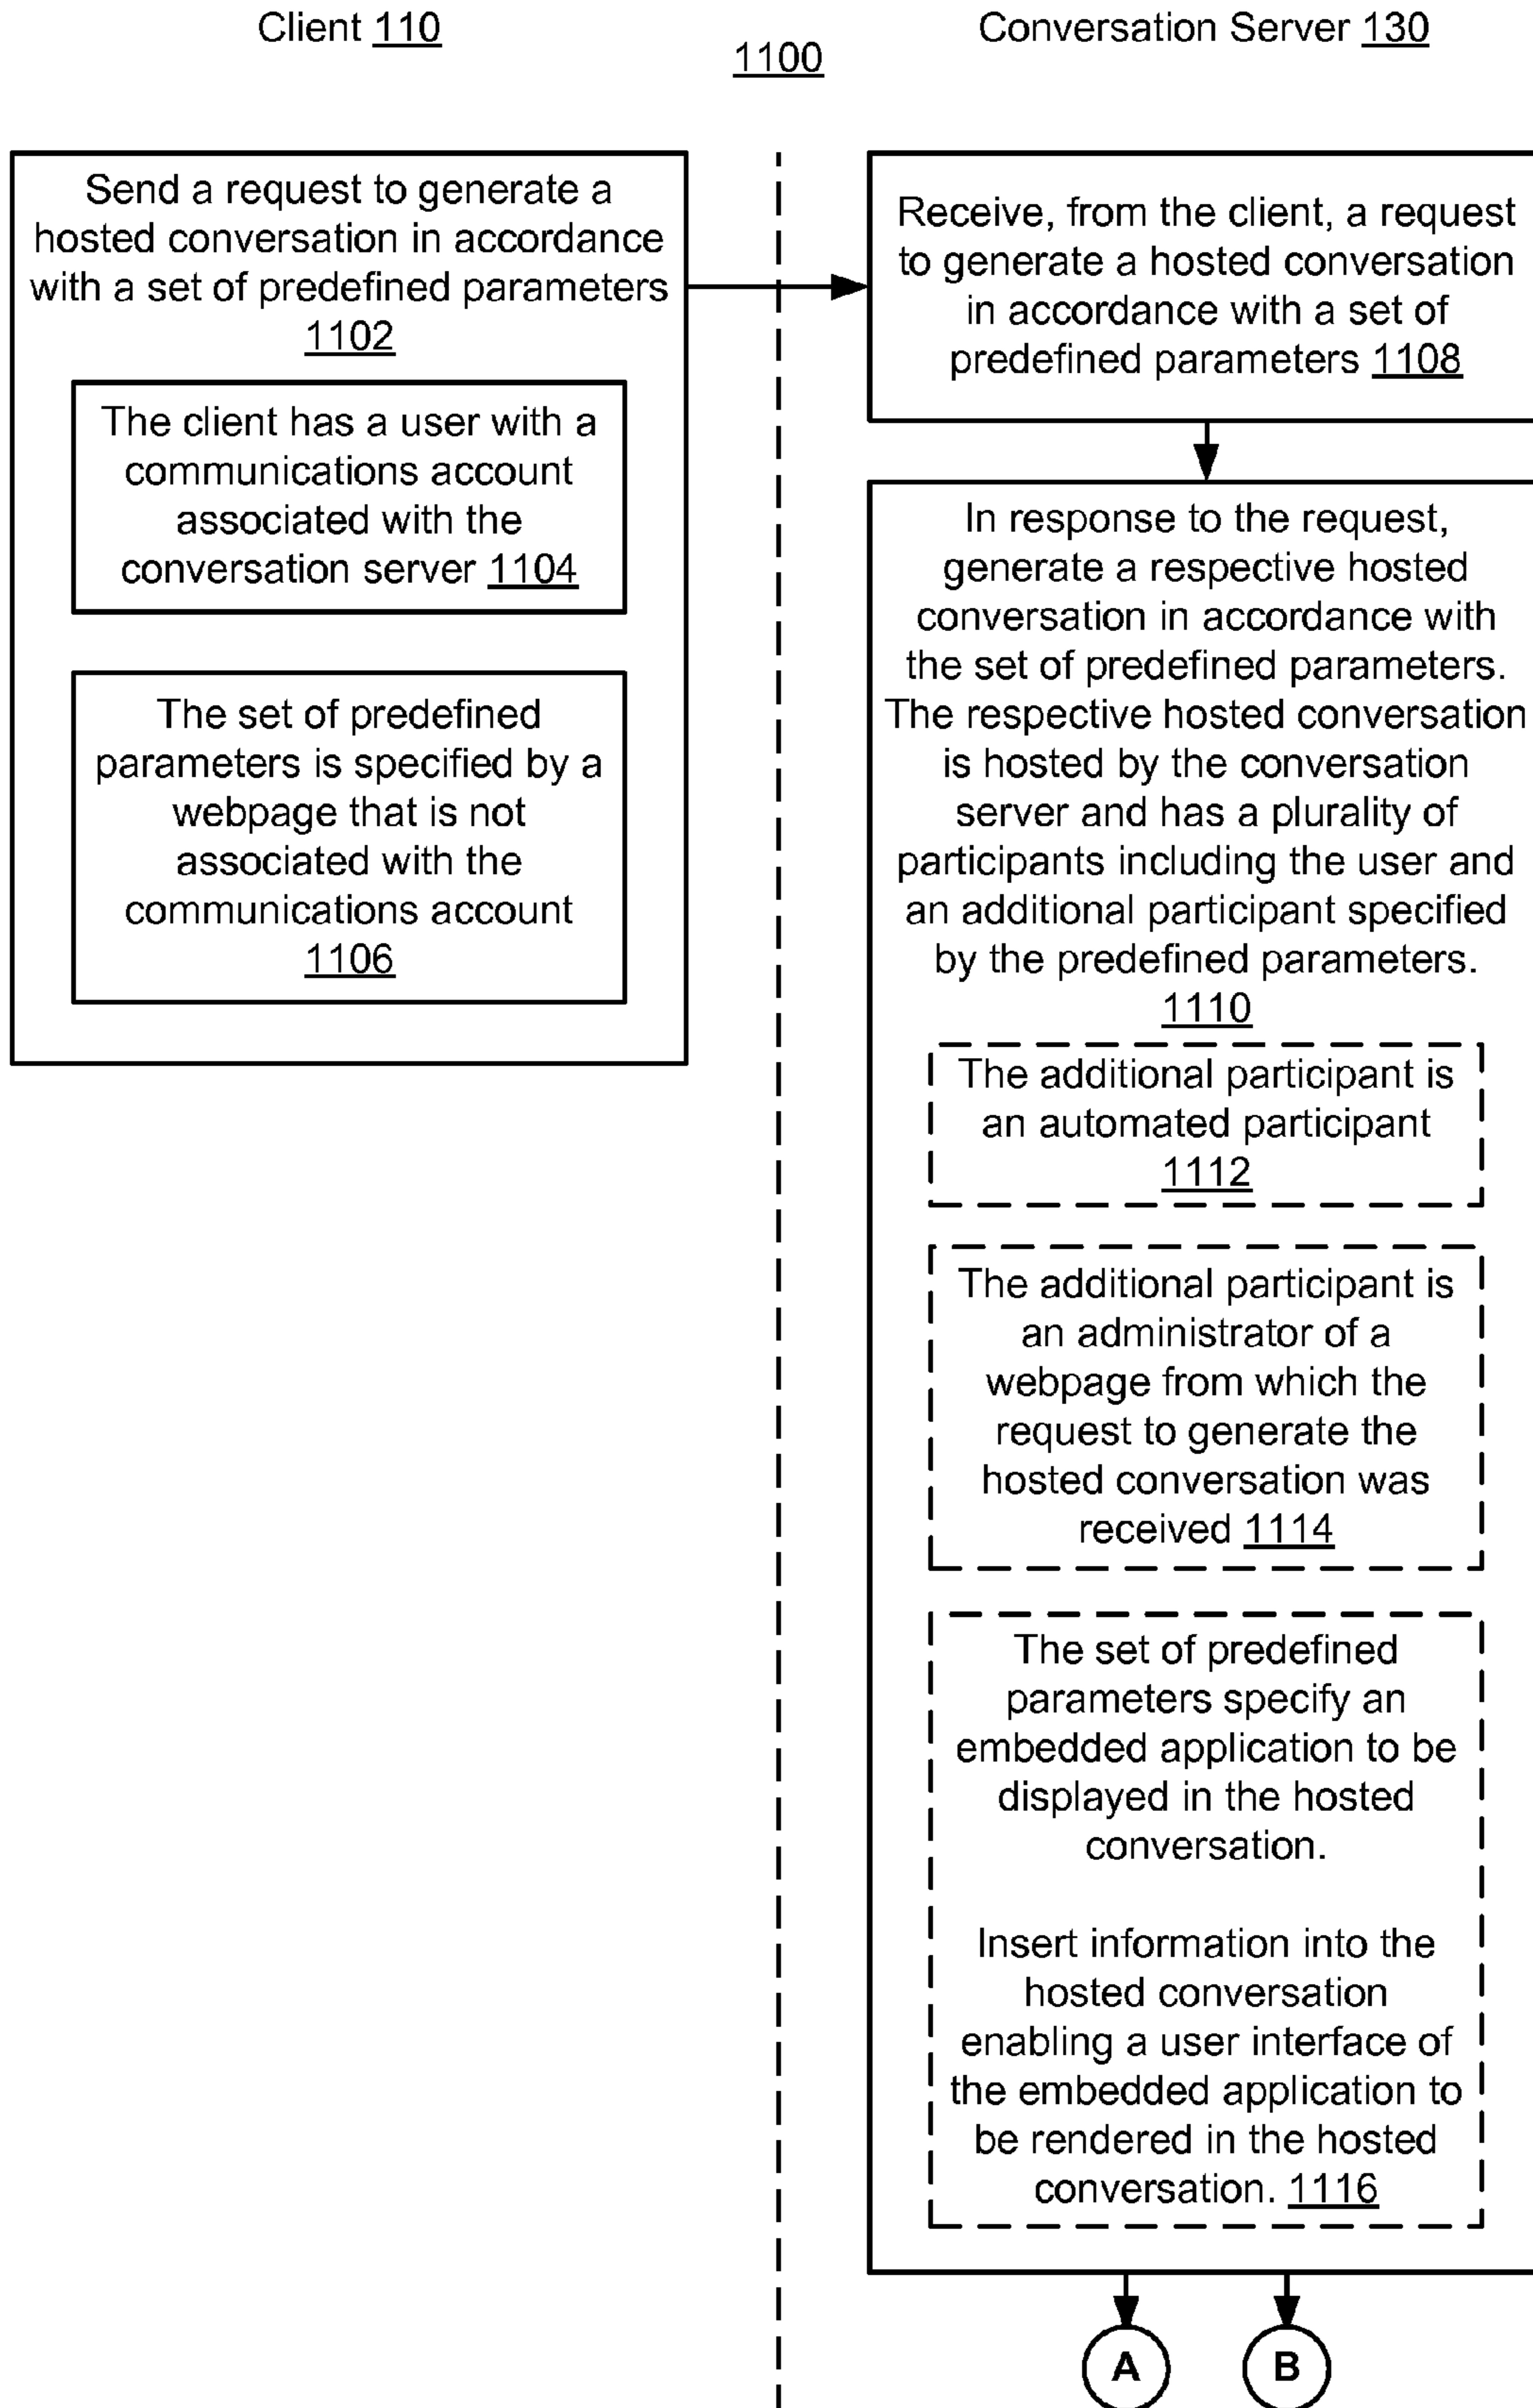 Client 110
Conversation Server 130
1100
Send a request to generate a
hosted conversation in accordance
with a set of predefined parameters
1102
The client has a user with a
communications account
associated with the
conversation server 1104
The set of predefined
parameters is specified by a
webpage that is not
associated with the
communications account
1106
Receive, from the client, a request
to generate a hosted conversation
in accordance with a set of
predefined parameters 1108
In response to the request,
generate a respective hosted
conversation in accordance with
the set of predefined parameters.
The respective hosted conversation
is hosted by the conversation
server and has a plurality of
participants including the user and
an additional participant specified
by the predefined parameters.
1110
The additional participant is
an automated participant
1112
The additional participant is
an administrator of a
webpage from which the
request to generate the
hosted conversation was
received 1114
The set of predefined
parameters specify an
embedded application to be
displayed in the hosted
conversation.
Insert information into the
hosted conversation
enabling a user interface of
the embedded application to
be rendered in the hosted
conversation. 1116
A
B